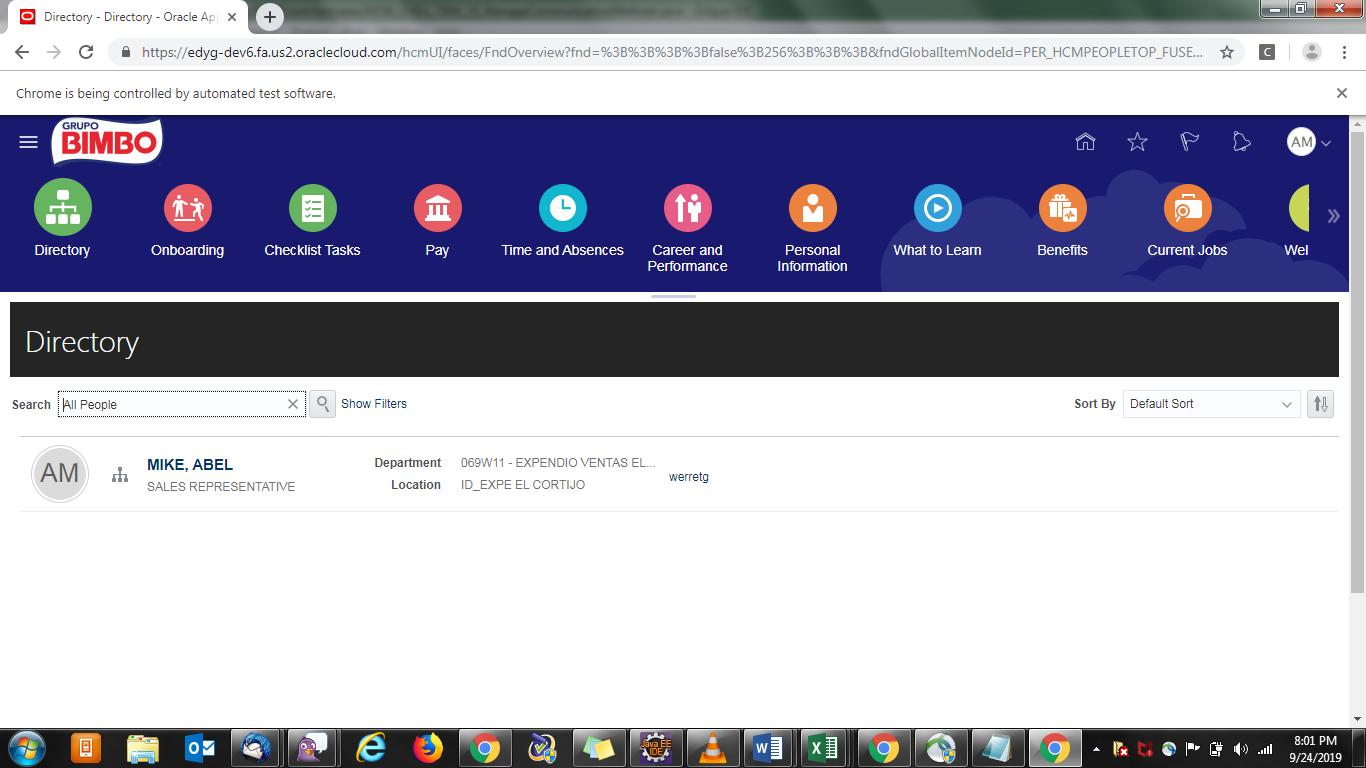 Directory - Directory - Oracle Ap
https://edyg-dev6.fa.us2.oraclecloud.com/hcmUI/faces/FndOverview?fnd=%3B%3B%3B%3Bfalse%3B256%3B%3B%3B&fndGlobalItemNodeId=PER_HCMPEOPLETOP_FUSE...
C
Chrome is being controlled by automated test software.
GRUPO
BIMBO
AM
Directory
Onboarding
Checklist Tasks
Pay
Time and Absences
Career and
Performance
Personal
Information
What to Learn
Benefits
Current Jobs
Wel
Directory
Search
All People
Show Filters
Sort By
Default Sort
AM
MIKE, ABEL
SALES REPRESENTATIVE
Department
069W11 - EXPENDIO VENTAS EL...
Location
ID_EXPE EL CORTIJO
werretg
Java EE
IDE
8:01 PM
9/24/2019